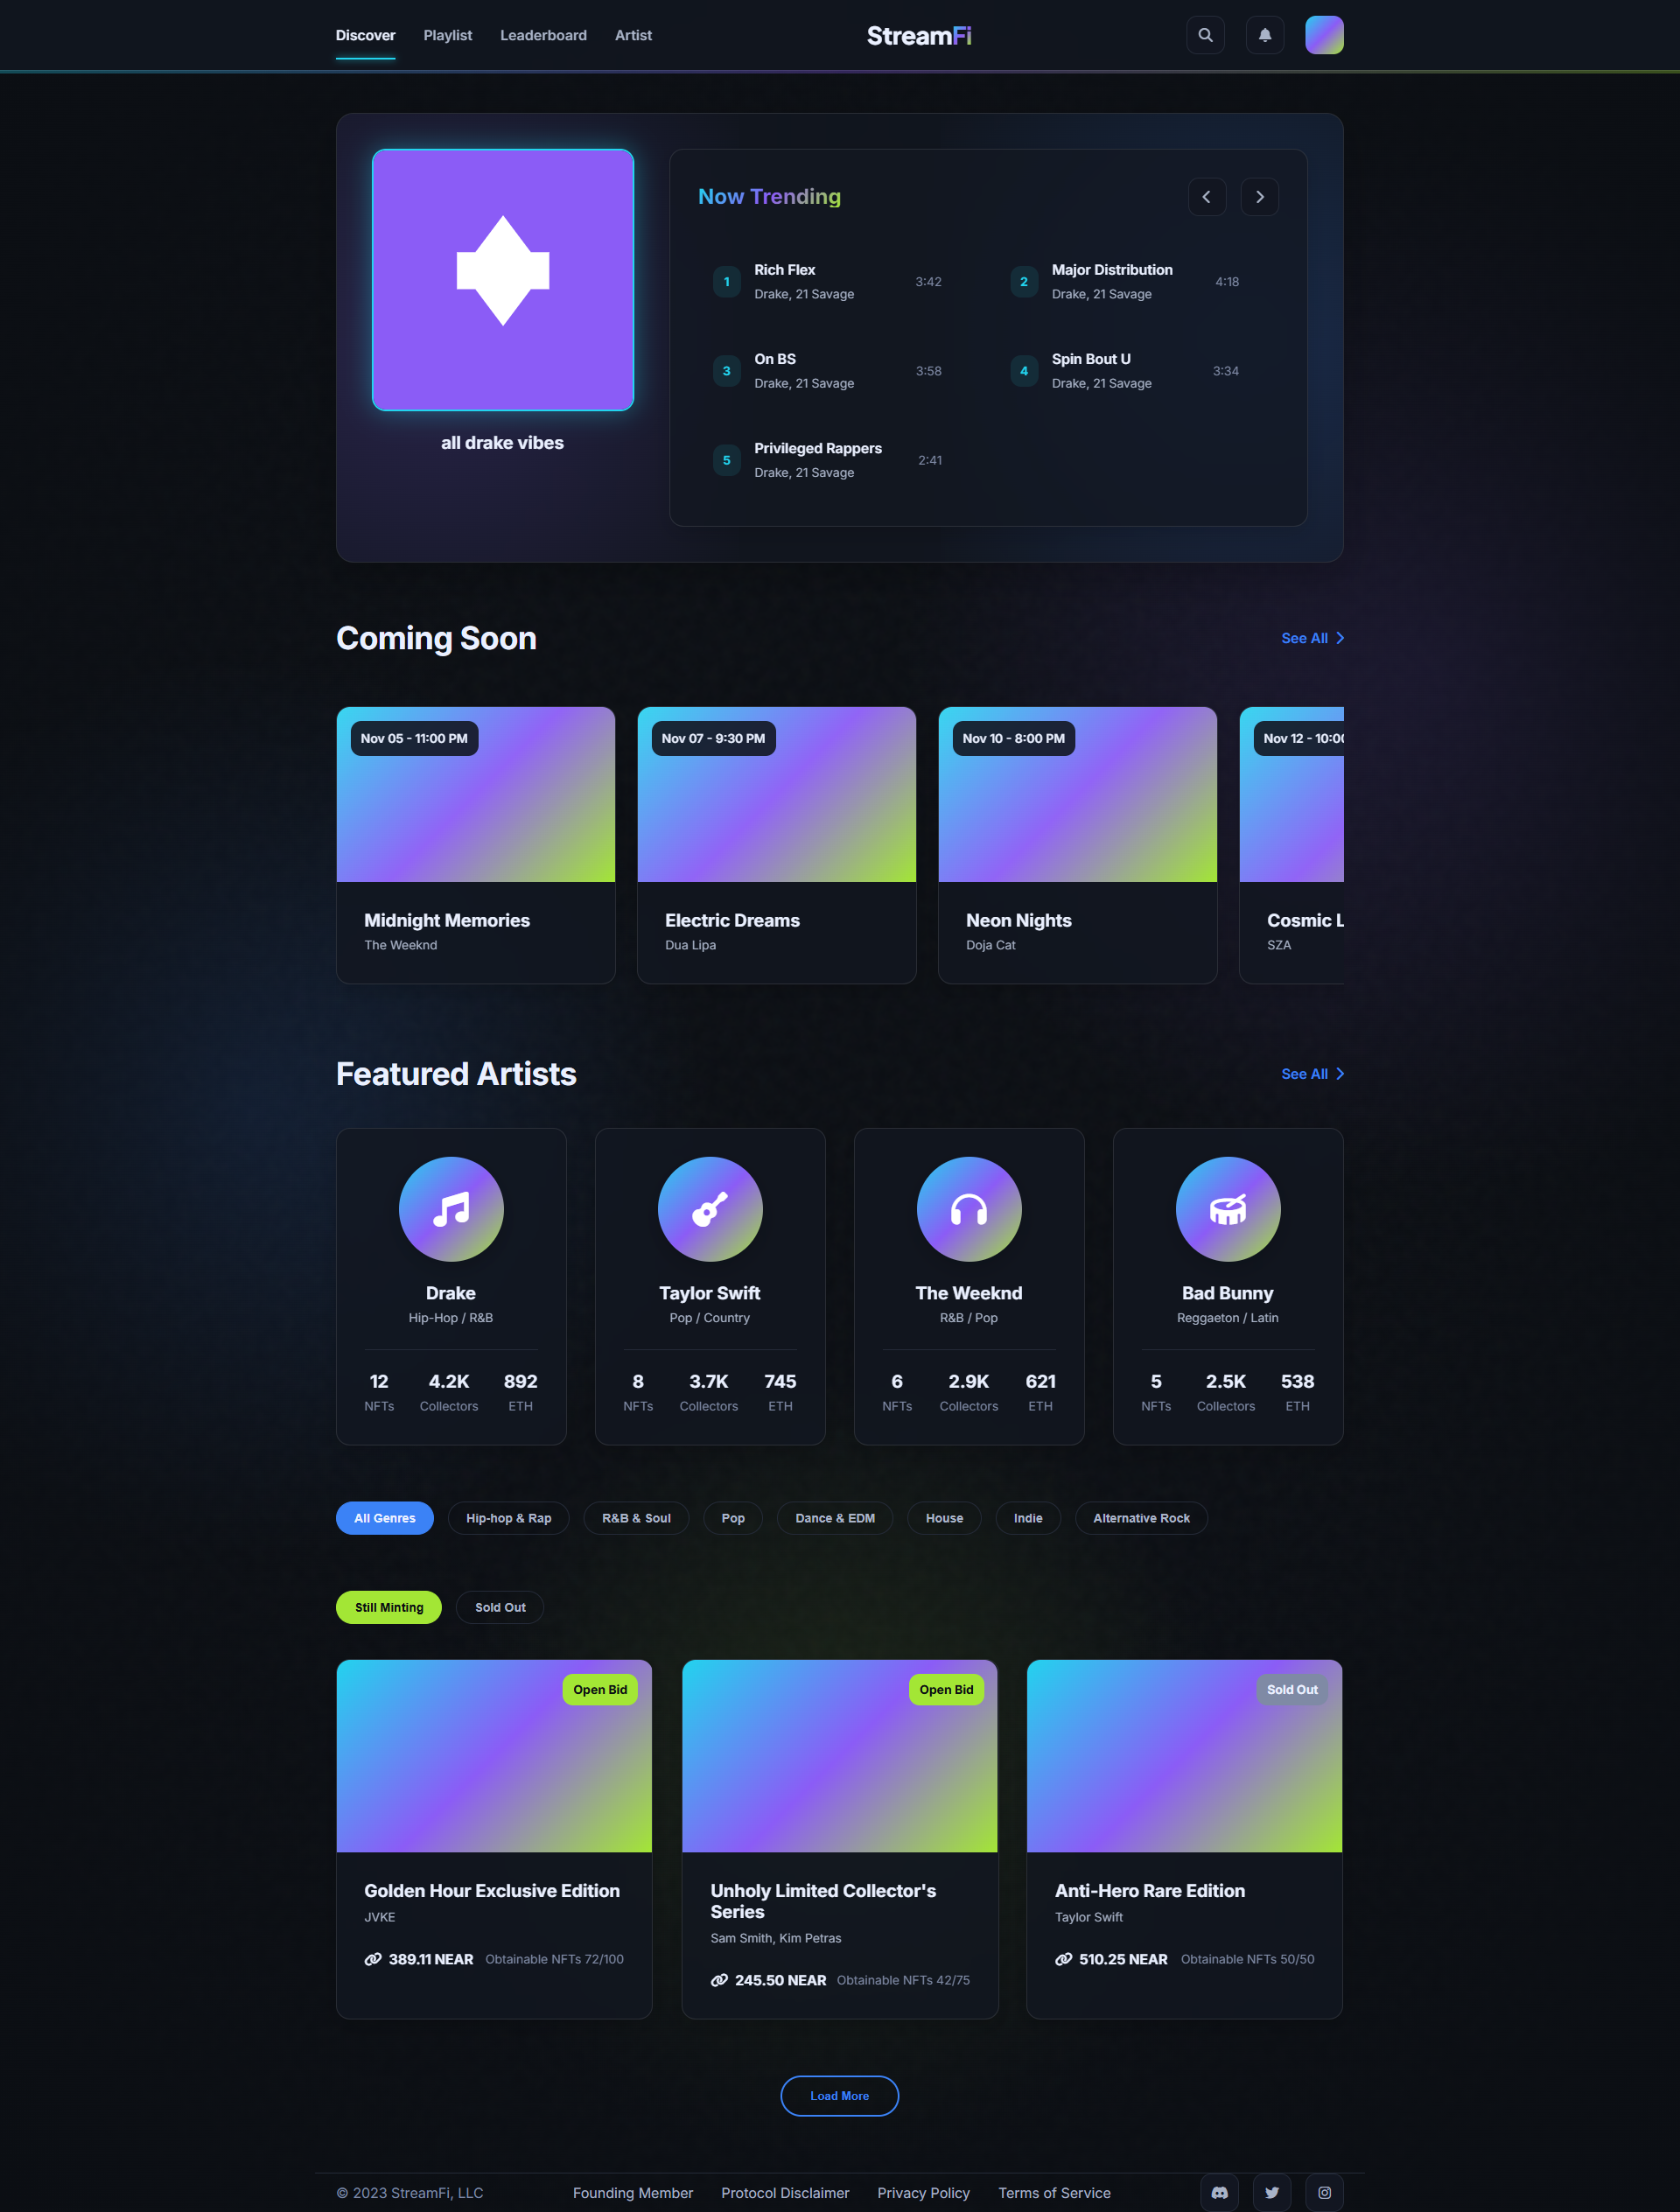 Discover
Playlist
Leaderboard
Artist
StreamFi
Now Trending
1
Rich Flex
Drake, 21 Savage
3:42
2
Major Distribution
Drake, 21 Savage
4:18
3
On BS
Drake, 21 Savage
3:58
4
Spin Bout U
Drake, 21 Savage
3:34
5
Privileged Rappers
Drake, 21 Savage
2:41
all drake vibes
Coming Soon
See All
Nov 05 - 11:00 PM
Midnight Memories
The Weeknd
Nov 07 - 9:30 PM
Electric Dreams
Dua Lipa
Nov 10 - 8:00 PM
Neon Nights
Doja Cat
Nov 12 - 10:00
Cosmic L
SZA
Featured Artists
See All
Drake
Hip-Hop / R&B
12
NFTs
4.2K
Collectors
892
ETH
Taylor Swift
Pop / Country
8
NFTs
3.7K
Collectors
745
ETH
The Weeknd
R&B / Pop
6
NFTs
2.9K
Collectors
621
ETH
Bad Bunny
Reggaeton / Latin
5
NFTs
2.5K
Collectors
538
ETH
All Genres
Hip-hop & Rap
R&B & Soul
Pop
Dance & EDM
House
Indie
Alternative Rock
Still Minting
Sold Out
Open Bid
Golden Hour Exclusive Edition
JVKE
389.11 NEAR
Obtainable NFTs 72/100
Open Bid
Unholy Limited Collector's
Series
Sam Smith, Kim Petras
245.50 NEAR
Obtainable NFTs 42/75
Sold Out
Anti-Hero Rare Edition
Taylor Swift
510.25 NEAR
Obtainable NFTs 50/50
Load More
© 2023 StreamFi, LLC
Founding Member
Protocol Disclaimer
Privacy Policy
Terms of Service